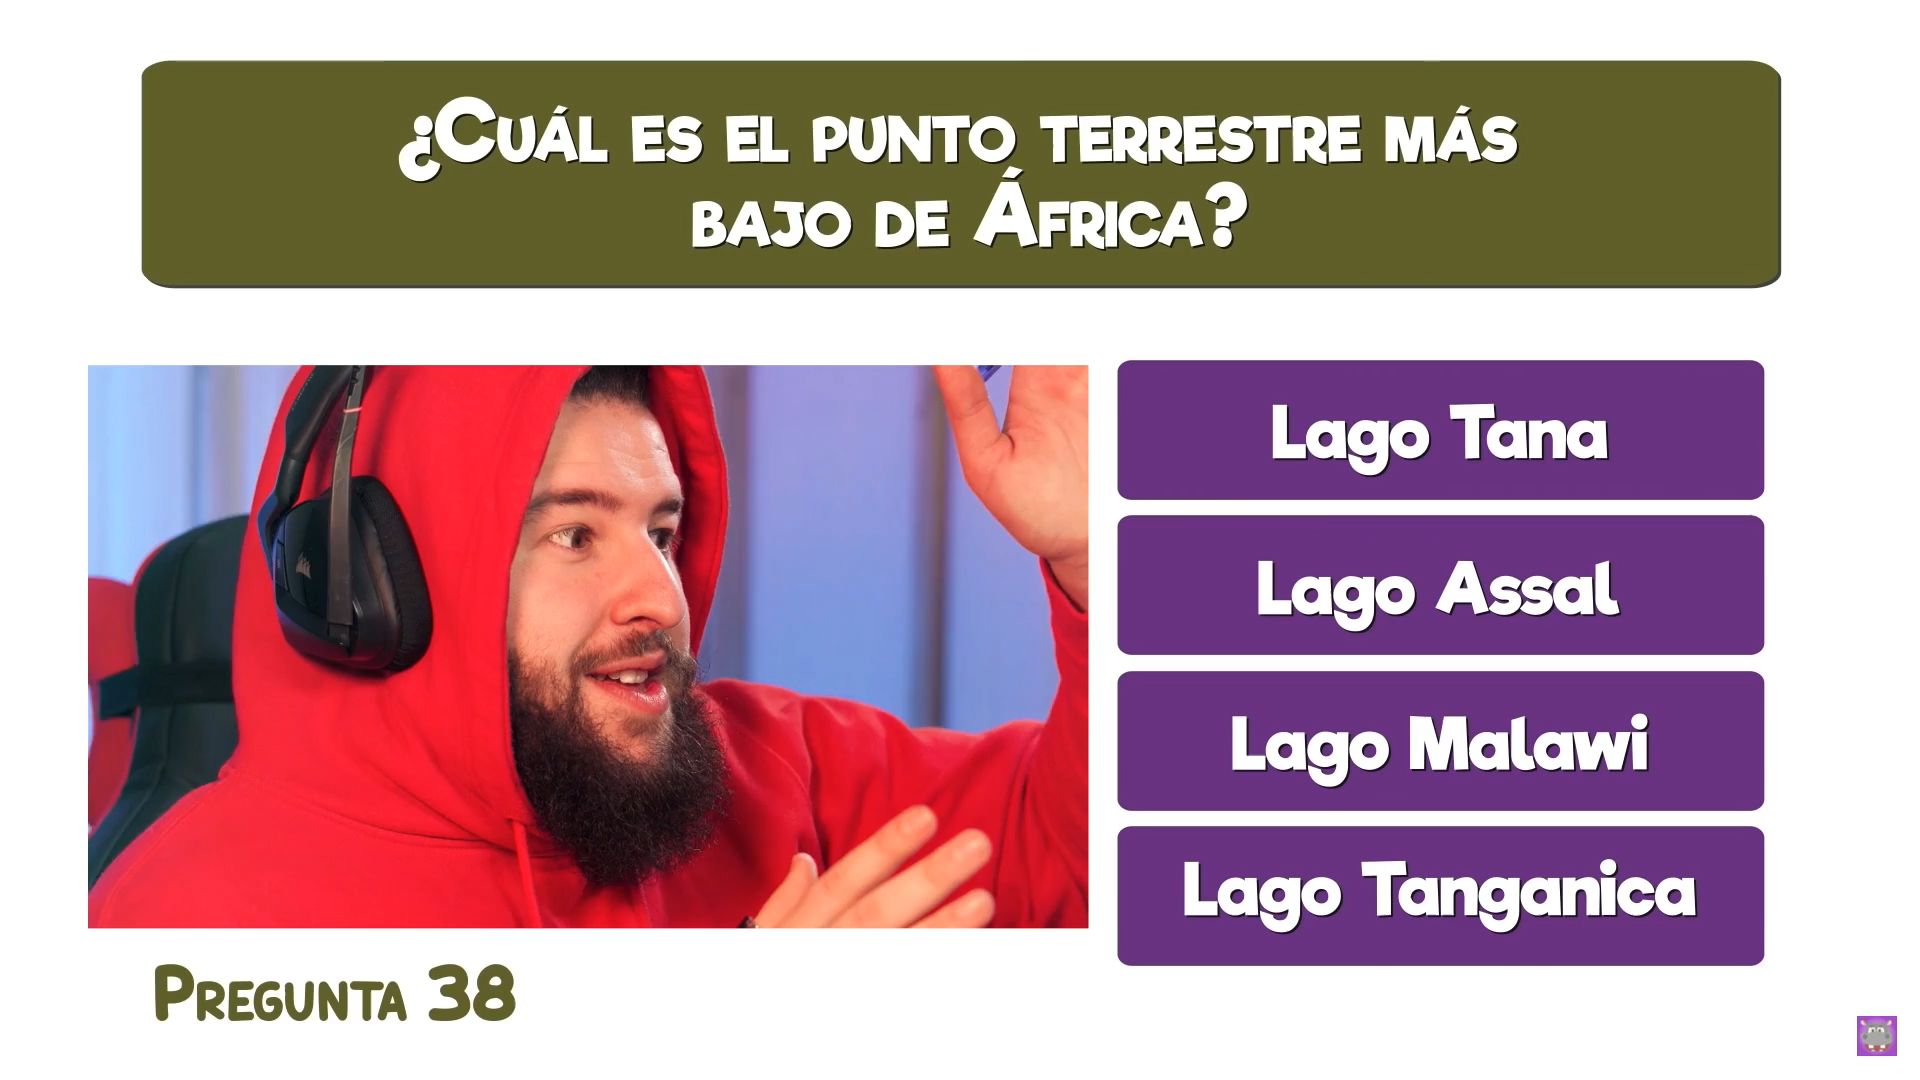 ¿Cuál es el punto terrestre más
bajo de África?
Lago Tana
Lago Assal
Lago Malawi
Lago Tanganica
Pregunta 38